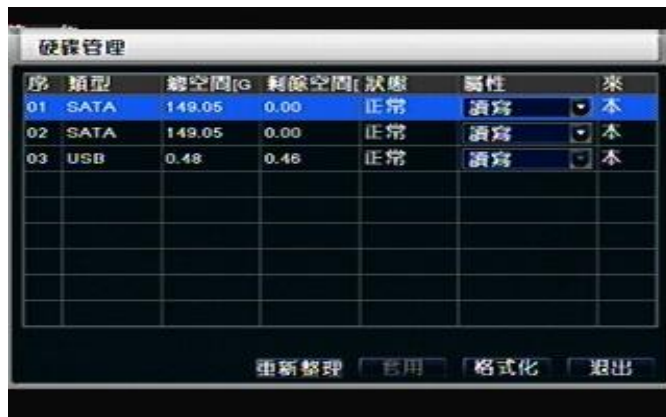 硬碟管理
序 類型 總空間[G 剩餘空間[ 狀態 屬性 來
01 SATA 149.05 0.00 正常 讀寫 本
02 SATA 149.05 0.00 正常 讀寫 本
03 USB 0.48 0.46 正常 讀寫 本
重新整理 套用 格式化 退出